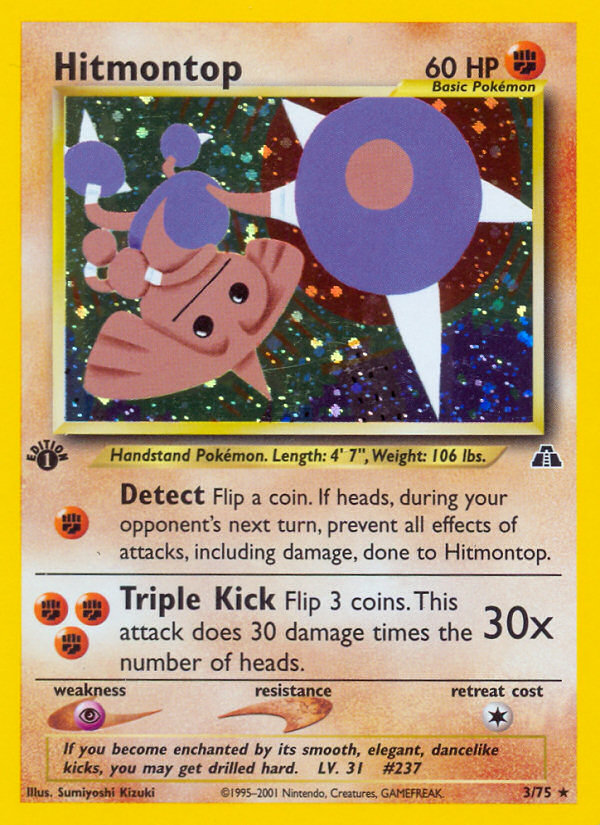 Hitmontop 60 HP
Basic Pokémon
EDITION 1
Handstand Pokémon. Length: 4' 7", Weight: 106 lbs.
Detect Flip a coin. If heads, during your
opponent's next turn, prevent all effects of
attacks, including damage, done to Hitmontop.
Triple Kick Flip 3 coins. This
attack does 30 damage times the 30x
number of heads.
weakness resistance retreat cost
If you become enchanted by its smooth, elegant, dancelike
kicks, you may get drilled hard. LV. 31 #237
Illus. Sumiyoshi Kizuki ©1995–2001 Nintendo, Creatures, GAMEFREAK. 3/75 ★